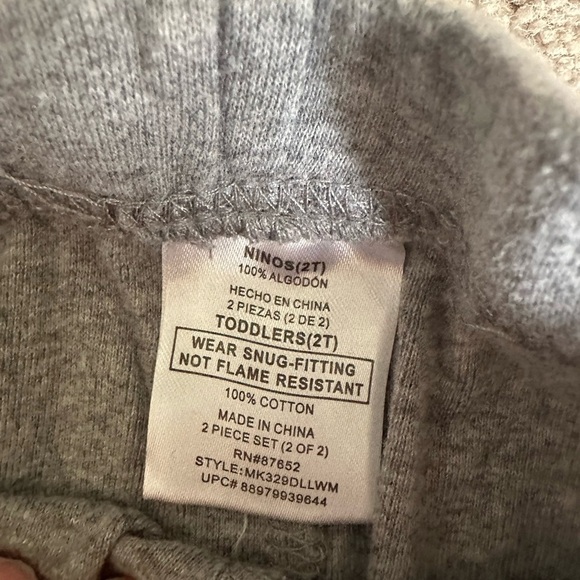 NINOS(2T)
100% ALGODÓN
HECHO EN CHINA
2 PIEZAS (2 DE 2)
TODDLERS(2T)
WEAR SNUG-FITTING
NOT FLAME RESISTANT
100% COTTON
MADE IN CHINA
2 PIECE SET (2 OF 2)
RN#87652
STYLE:MK329DLLWM
UPC# 88979939644